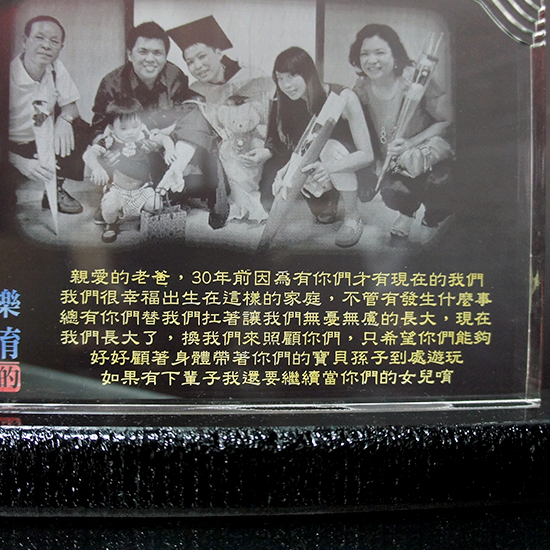 親愛的老爸，30年前因為有你們才有現在的我們
我們很幸福出生在這樣的家庭，不管有發生什麼事
總有你們替我們扛著讓我們無憂無慮的長大，現在
我們長大了，換我們來照顧你們，只希望你們能夠
好好顧著身體帶著你們的寶貝孫子到處遊玩
如果有下輩子我還要繼續當你們的女兒唷
樂育的